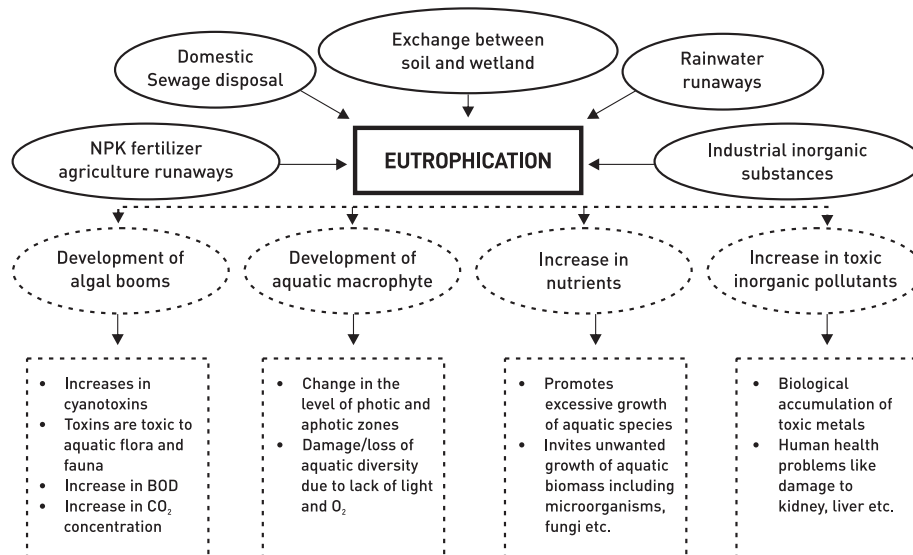 Exchange between
soil and wetland
Domestic
Sewage disposal
Rainwater
runaways
NPK fertilizer
agriculture runaways
EUTROPHICATION
Industrial inorganic
substances
Development of
algal booms
Development of
aquatic macrophyte
Increase in
nutrients
Increase in toxic
inorganic pollutants
• Increases in
cyanotoxins
• Toxins are toxic to
aquatic flora and
fauna
• Increase in BOD
• Increase in CO₂
concentration
• Change in the
level of photic and
aphotic zones
• Damage/loss of
aquatic diversity
due to lack of light
and O₂
• Promotes
excessive growth
of aquatic species
• Invites unwanted
growth of aquatic
biomass including
microorganisms,
fungi etc.
• Biological
accumulation of
toxic metals
• Human health
problems like
damage to
kidney, liver etc.